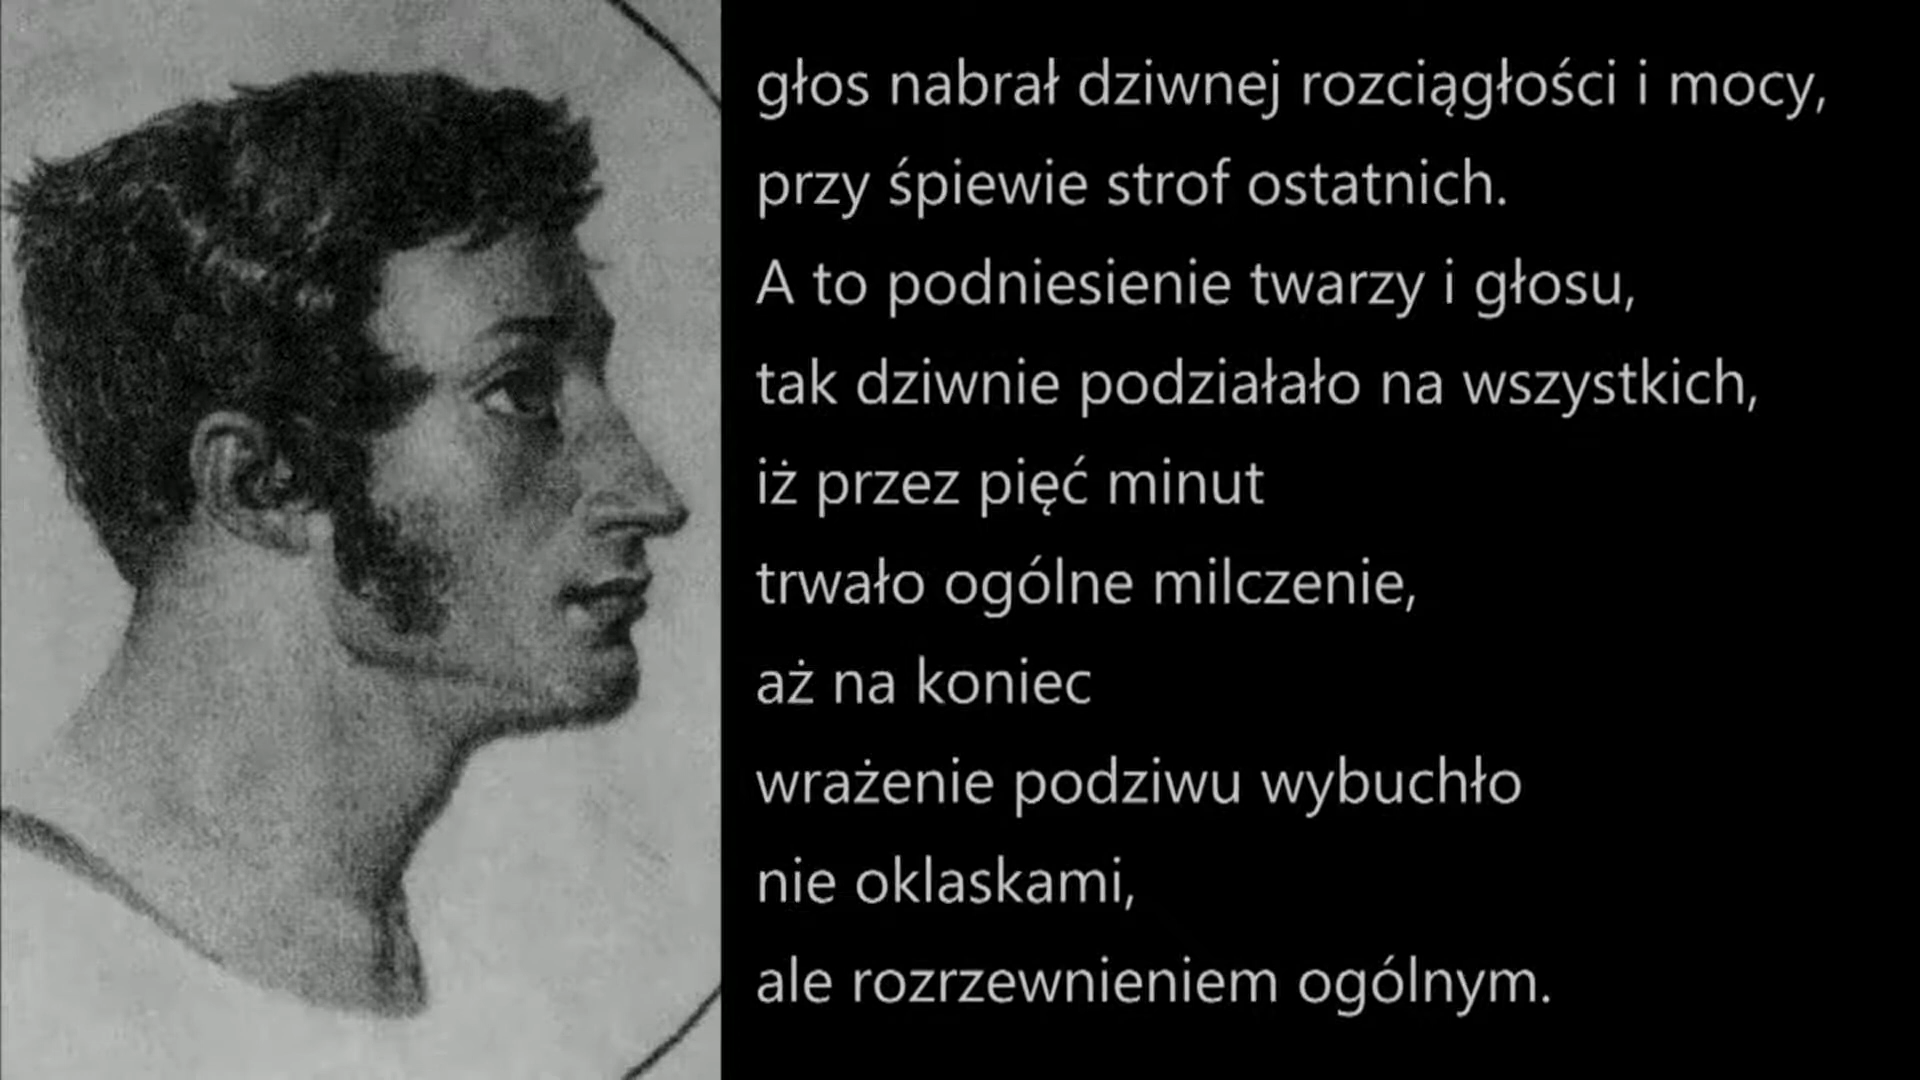 głos nabrał dziwnej rozciągłości i mocy,
przy śpiewie strof ostatnich.
A to podniesienie twarzy i głosu,
tak dziwnie podziałało na wszystkich,
iż przez pięć minut
trwało ogólne milczenie,
aż na koniec
wrażenie podziwu wybuchło
nie oklaskami,
ale rozrzewnieniem ogólnym.